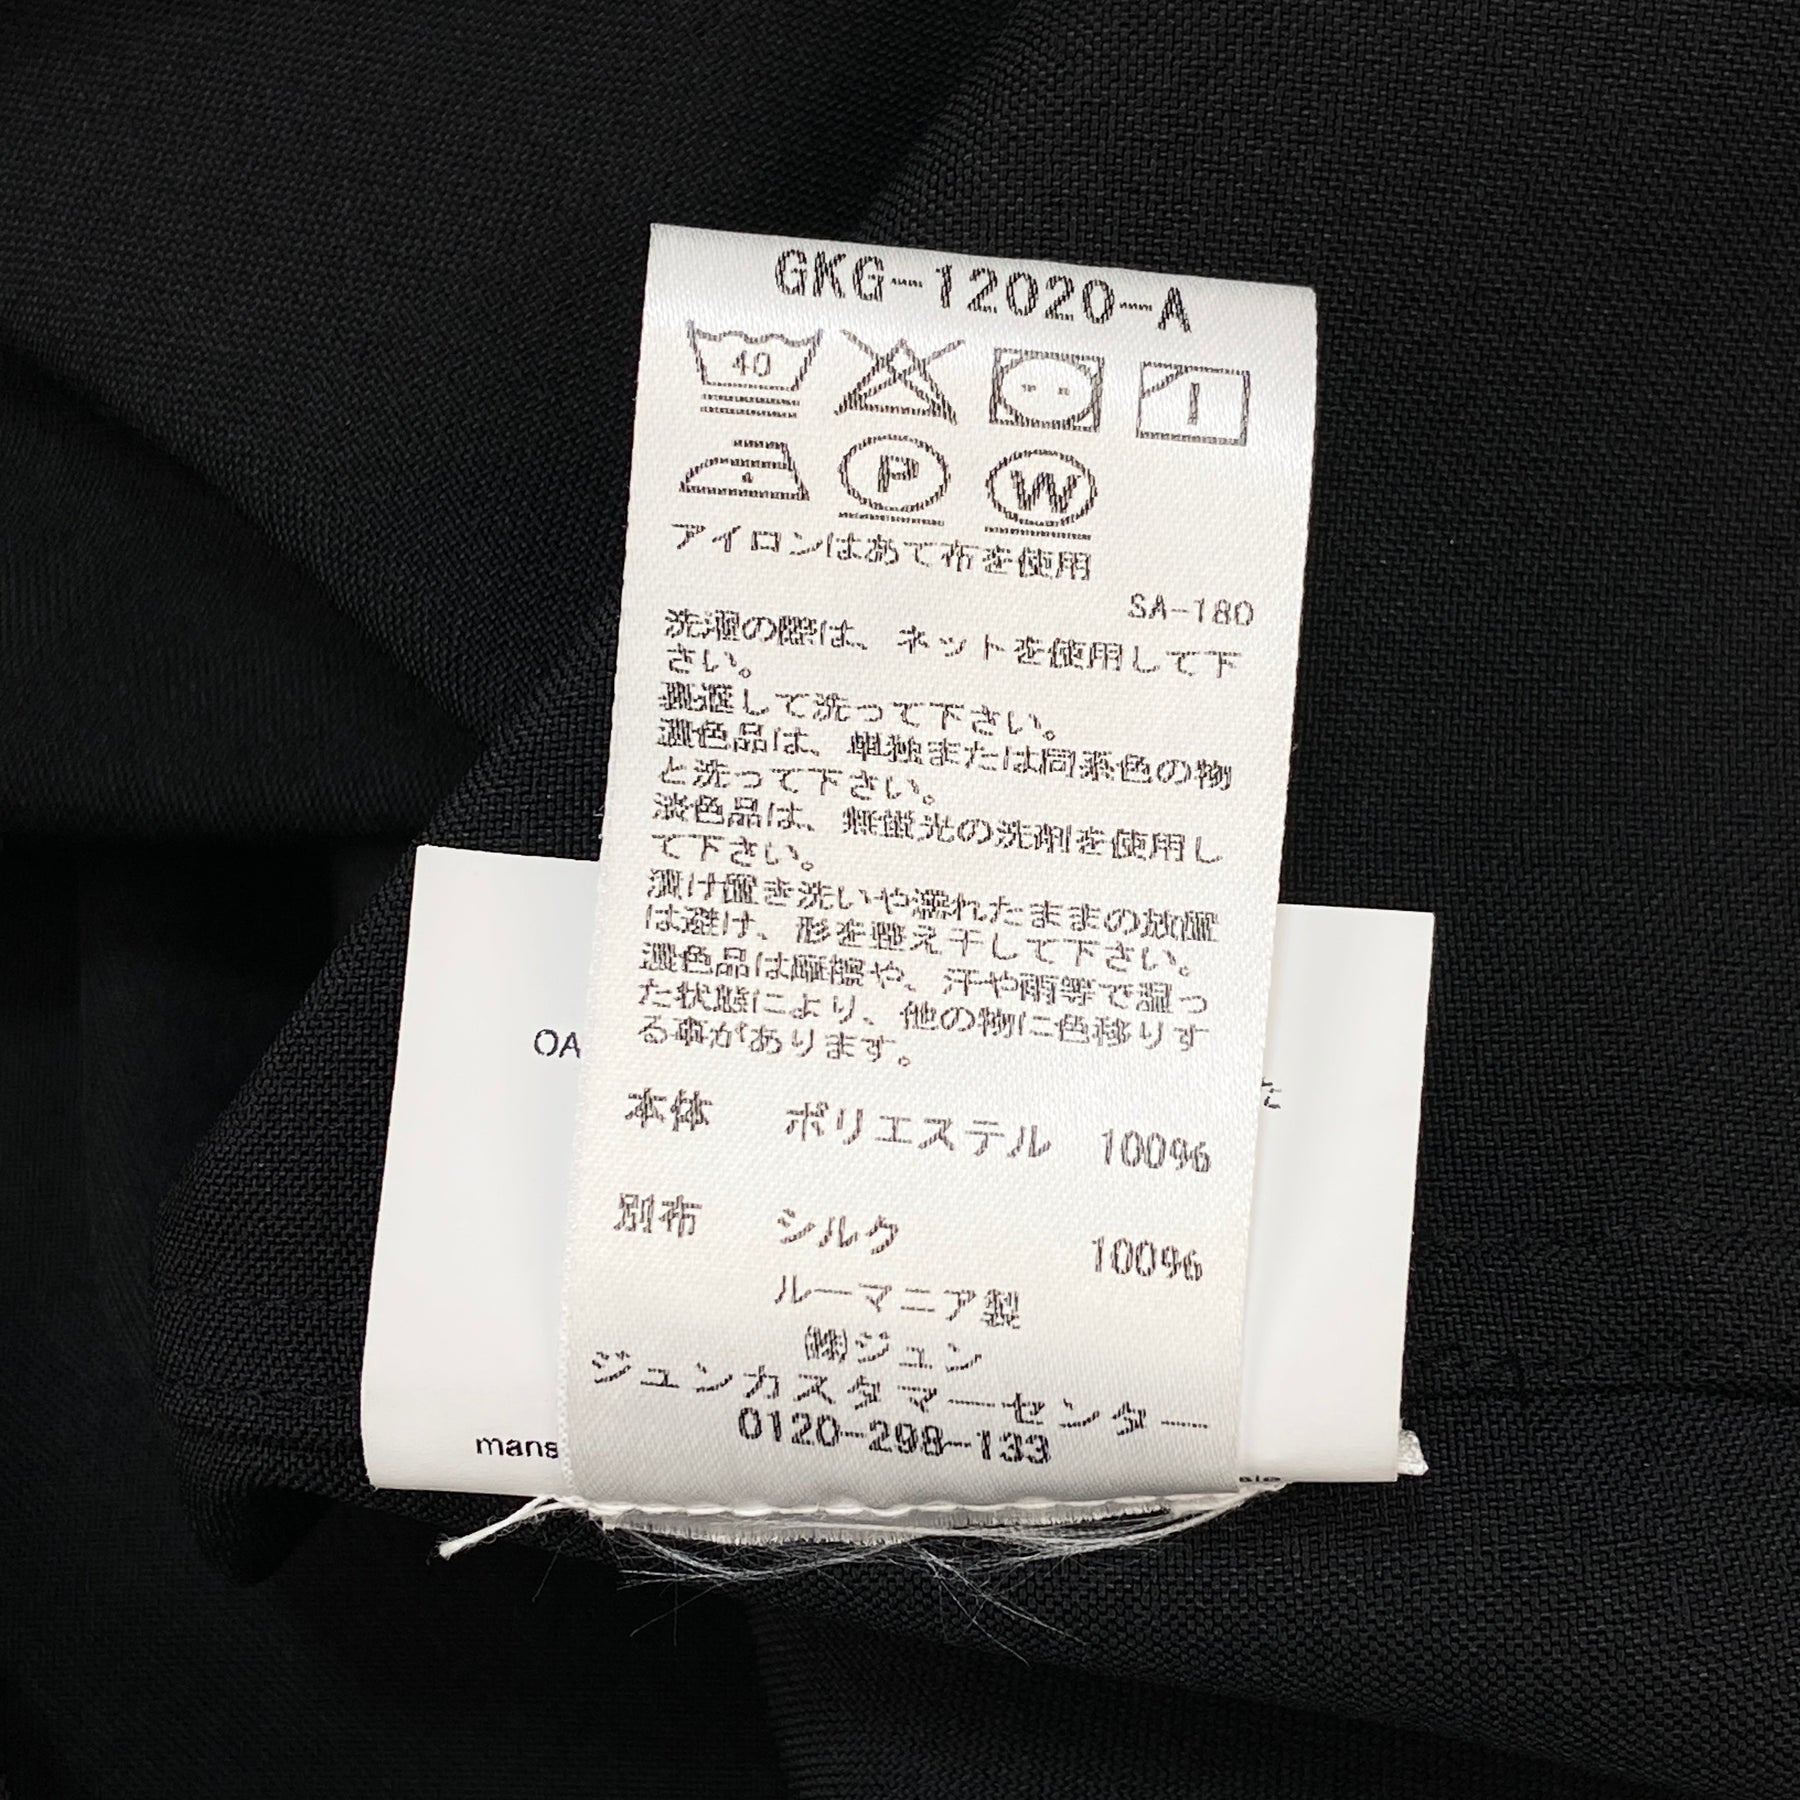 GKG-12020-A
40
P W
アイロンはあて布を使用
SA-180
洗濯の際は、ネットを使用して下
さい。
裏返して洗って下さい。
濃色品は、単独または同系色の物
と洗って下さい。
淡色品は、無蛍光の洗剤を使用し
て下さい。
漬け置き洗いや濡れたままの放置
は避け、形を整え干して下さい。
濃色品は摩擦や、汗や雨等で湿っ
た状態により、他の物に色移りす
る事があります。
OA
た
本体 ポリエステル 100%
別布 シルク 100%
ルーマニア製
㈱ジュン
ジュンカスタマーセンター
0120-298-133
mans